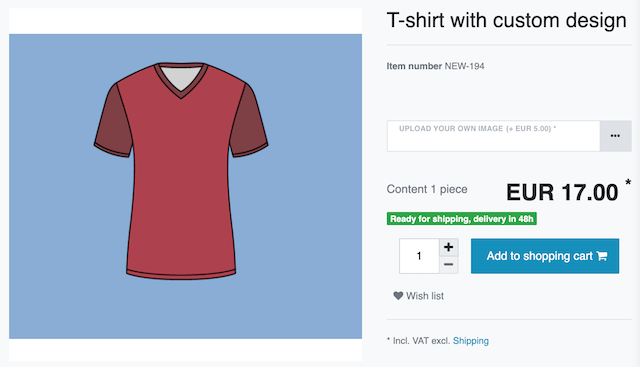 T-shirt with custom design
Item number NEW-194
UPLOAD YOUR OWN IMAGE (+ EUR 5.00) *
...
Content 1 piece
EUR 17.00 *
Ready for shipping, delivery in 48h
1
+
−
Add to shopping cart
Wish list
* Incl. VAT excl. Shipping